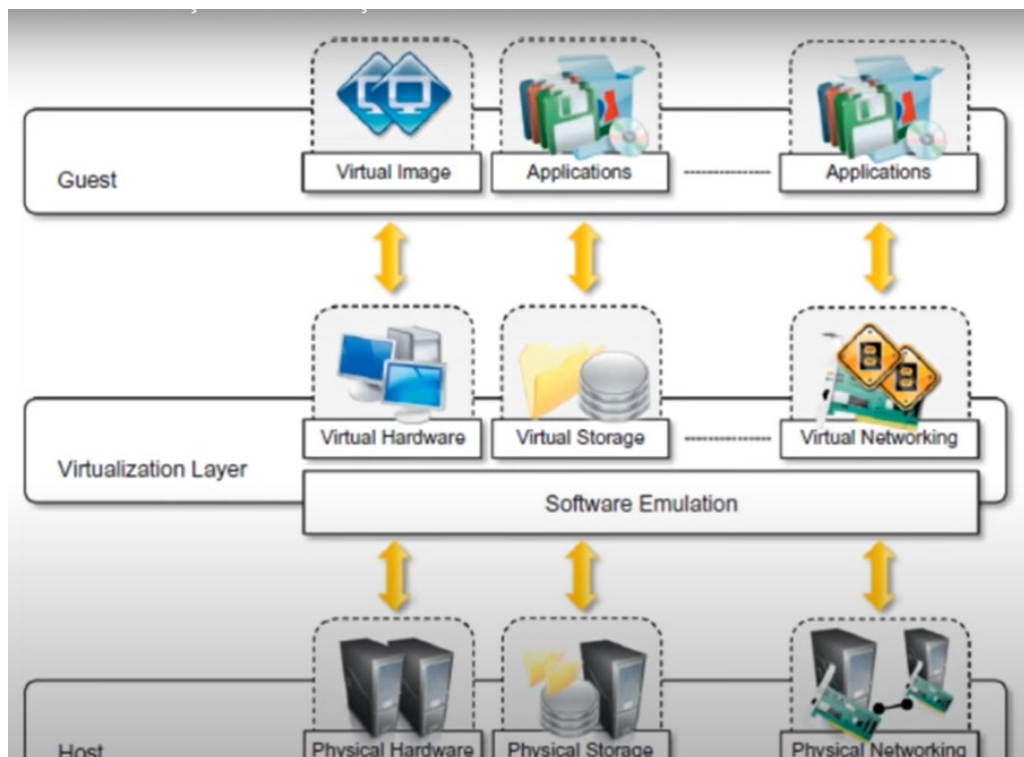 Virtual Image
Applications
Applications
Guest
Virtual Hardware
Virtual Storage
Virtual Networking
Virtualization Layer
Software Emulation
Physical Hardware
Physical Storage
Physical Networking
Host